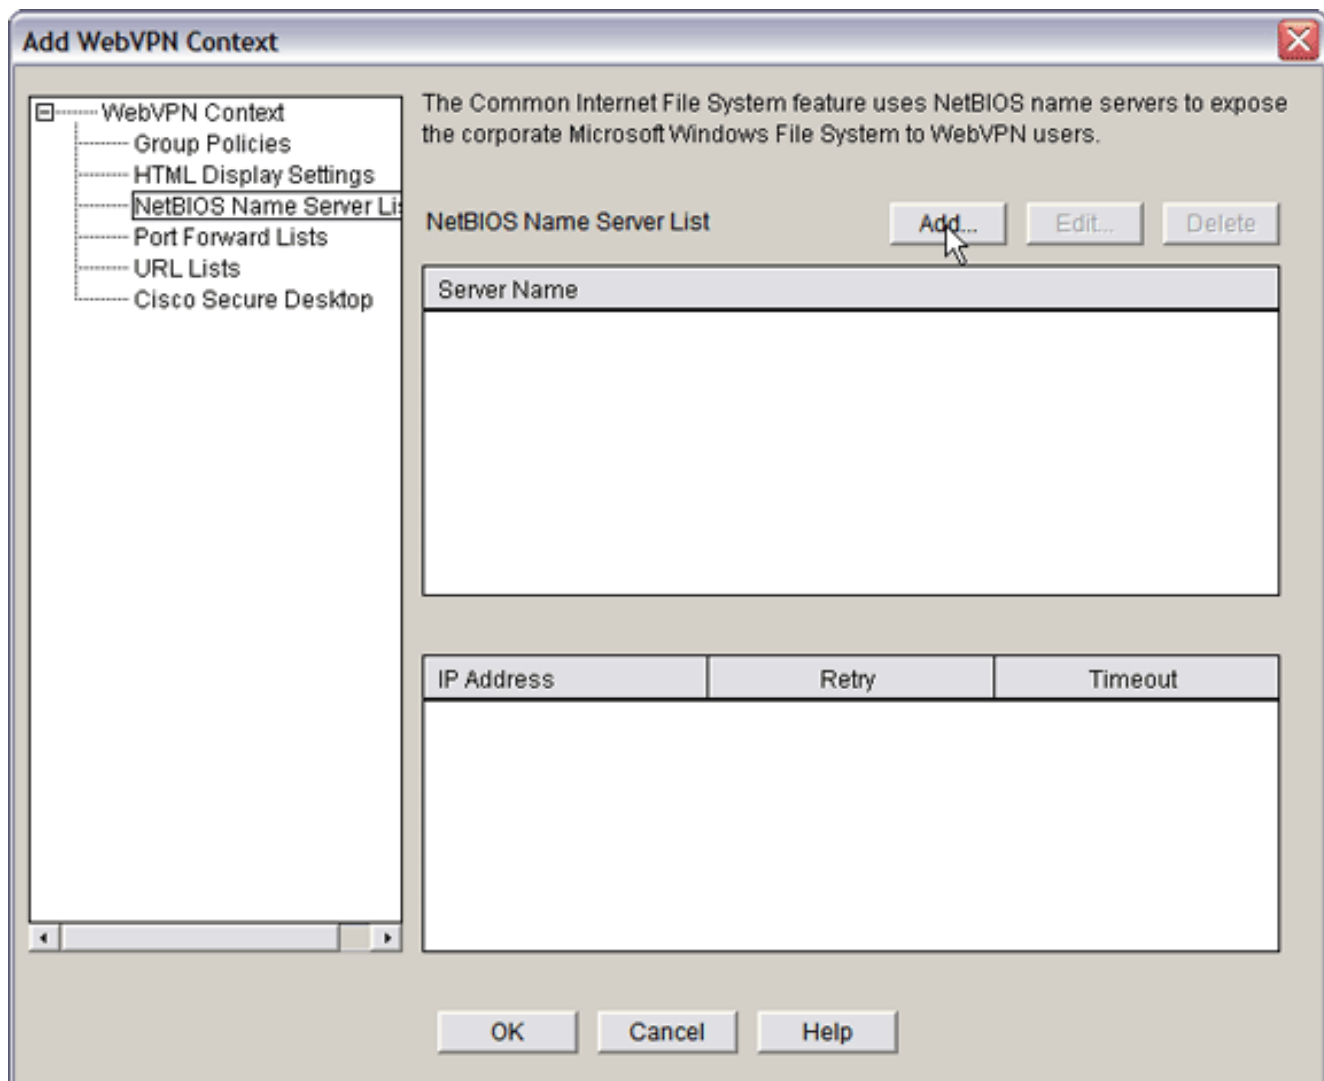 Add WebVPN Context
WebVPN Context
Group Policies
HTML Display Settings
NetBIOS Name Server Lis
Port Forward Lists
URL Lists
Cisco Secure Desktop
The Common Internet File System feature uses NetBIOS name servers to expose
the corporate Microsoft Windows File System to WebVPN users.
NetBIOS Name Server List Add... Edit... Delete
Server Name
IP Address Retry Timeout
OK Cancel Help